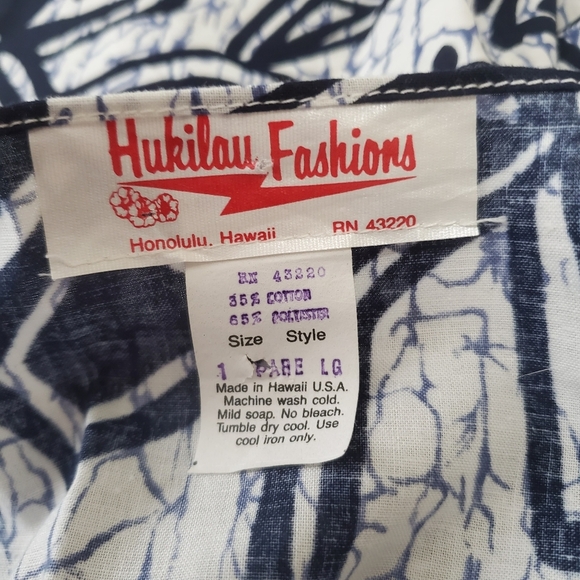 Hukilau Fashions
Honolulu, Hawaii RN 43220
RN 43220
35% COTTON
65% POLYESTER
Size Style
1 PARE LG
Made in Hawaii U.S.A.
Machine wash cold.
Mild soap. No bleach.
Tumble dry cool. Use
cool iron only.